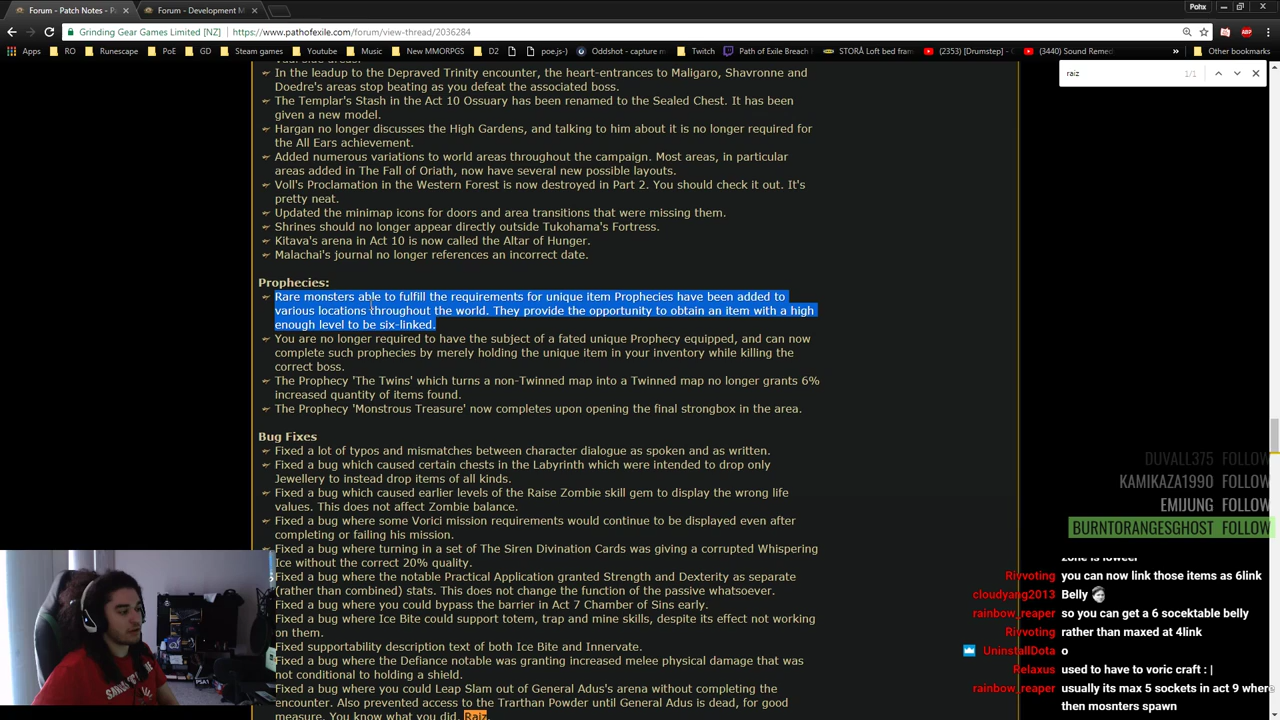 Forum - Patch Notes - P
Forum - Development M
Pohx
Grinding Gear Games Limited [NZ]
https://www.pathofexile.com/forum/view-thread/2036284
Apps
RO
Runescape
PoE
GD
Steam games
Youtube
Music
New MMORPGS
D2
poe.js-)
Oddshot - capture m
Twitch
Path of Exile Breach
STORÅ Loft bed fram
(2353) [Drumstep]
(3440) Sound Remed
Other bookmarks
raiz
1/1
vaal side areas.
In the leadup to the Depraved Trinity encounter, the heart-entrances to Maligaro, Shavronne and
Doedre's areas stop beating as you defeat the associated boss.
The Templar's Stash in the Act 10 Ossuary has been renamed to the Sealed Chest. It has been
given a new model.
Hargan no longer discusses the High Gardens, and talking to him about it is no longer required for
the All Ears achievement.
Added numerous variations to world areas throughout the campaign. Most areas, in particular
areas added in The Fall of Oriath, now have several new possible layouts.
Voll's Proclamation in the Western Forest is now destroyed in Part 2. You should check it out. It's
pretty neat.
Updated the minimap icons for doors and area transitions that were missing them.
Shrines should no longer appear directly outside Tukohama's Fortress.
Kitava's arena in Act 10 is now called the Altar of Hunger.
Malachai's journal no longer references an incorrect date.
Prophecies:
Rare monsters able to fulfill the requirements for unique item Prophecies have been added to
various locations throughout the world. They provide the opportunity to obtain an item with a high
enough level to be six-linked.
You are no longer required to have the subject of a fated unique Prophecy equipped, and can now
complete such prophecies by merely holding the unique item in your inventory while killing the
correct boss.
The Prophecy 'The Twins' which turns a non-Twinned map into a Twinned map no longer grants 6%
increased quantity of items found.
The Prophecy 'Monstrous Treasure' now completes upon opening the final strongbox in the area.
Bug Fixes
Fixed a lot of typos and mismatches between character dialogue as spoken and as written.
Fixed a bug which caused certain chests in the Labyrinth which were intended to drop only
Jewellery to instead drop items of all kinds.
Fixed a bug which caused earlier levels of the Raise Zombie skill gem to display the wrong life
values. This does not affect Zombie balance.
Fixed a bug where some Vorici mission requirements would continue to be displayed even after
completing or failing his mission.
Fixed a bug where turning in a set of The Siren Divination Cards was giving a corrupted Whispering
Ice without the correct 20% quality.
Fixed a bug where the notable Practical Application granted Strength and Dexterity as separate
(rather than combined) stats. This does not change the function of the passive whatsoever.
Fixed a bug where you could bypass the barrier in Act 7 Chamber of Sins early.
Fixed a bug where Ice Bite could support totem, trap and mine skills, despite its effect not working
on them.
Fixed supportability description text of both Ice Bite and Innervate.
Fixed a bug where the Defiance notable was granting increased melee physical damage that was
not conditional to holding a shield.
Fixed a bug where you could Leap Slam out of General Adus's arena without completing the
encounter. Also prevented access to the Trarthan Powder until General Adus is dead, for good
measure. You know what you did, Raiz.
DUVALL375 FOLLOW
KAMIKAZA1990 FOLLOW
EMIJUNG FOLLOW
BURNTORANGESGHOST FOLLOW
zone is lower
Rivvoting you can now link those items as 6link
cloudyang2013 Belly
rainbow_reaper so you can get a 6 socektable belly
Rivvoting rather than maxed at 4link
UninstallDota o
Relaxus used to have to voric craft : |
rainbow_reaper usually its max 5 sockets in act 9 where
then mosnters spawn